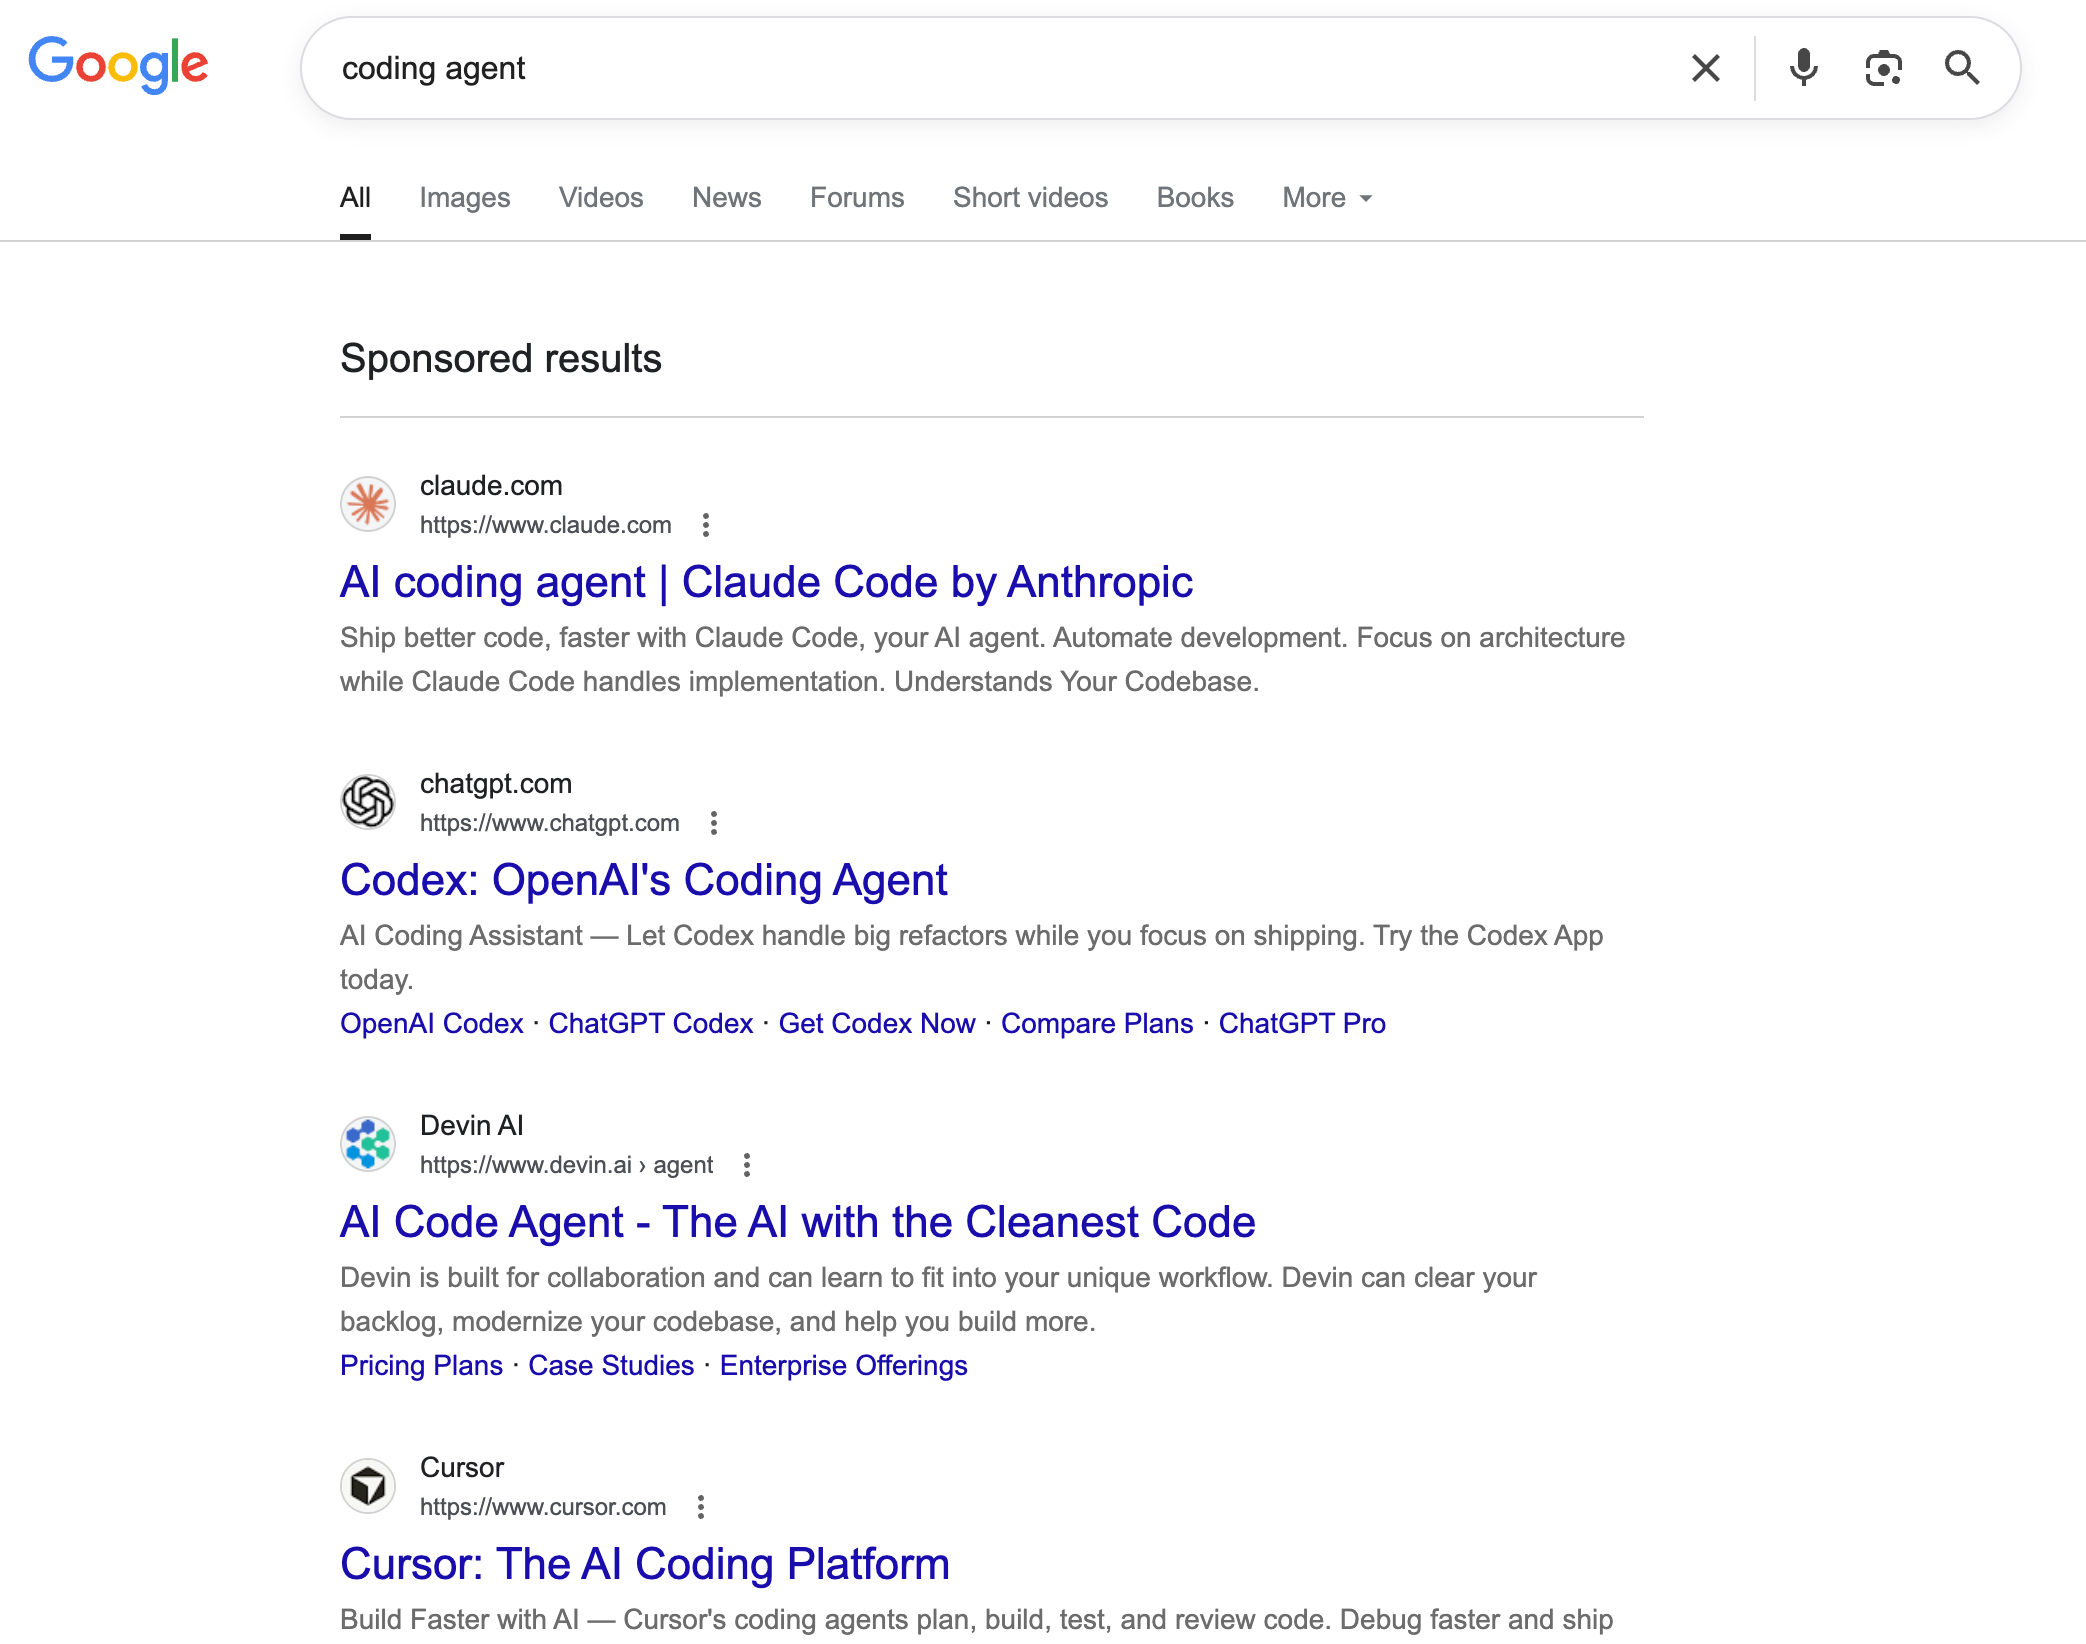 Google
coding agent
All Images Videos News Forums Short videos Books More
Sponsored results
claude.com
https://www.claude.com
AI coding agent | Claude Code by Anthropic
Ship better code, faster with Claude Code, your AI agent. Automate development. Focus on architecture
while Claude Code handles implementation. Understands Your Codebase.
chatgpt.com
https://www.chatgpt.com
Codex: OpenAI's Coding Agent
AI Coding Assistant — Let Codex handle big refactors while you focus on shipping. Try the Codex App
today.
OpenAI Codex · ChatGPT Codex · Get Codex Now · Compare Plans · ChatGPT Pro
Devin AI
https://www.devin.ai › agent
AI Code Agent - The AI with the Cleanest Code
Devin is built for collaboration and can learn to fit into your unique workflow. Devin can clear your
backlog, modernize your codebase, and help you build more.
Pricing Plans · Case Studies · Enterprise Offerings
Cursor
https://www.cursor.com
Cursor: The AI Coding Platform
Build Faster with AI — Cursor's coding agents plan, build, test, and review code. Debug faster and ship